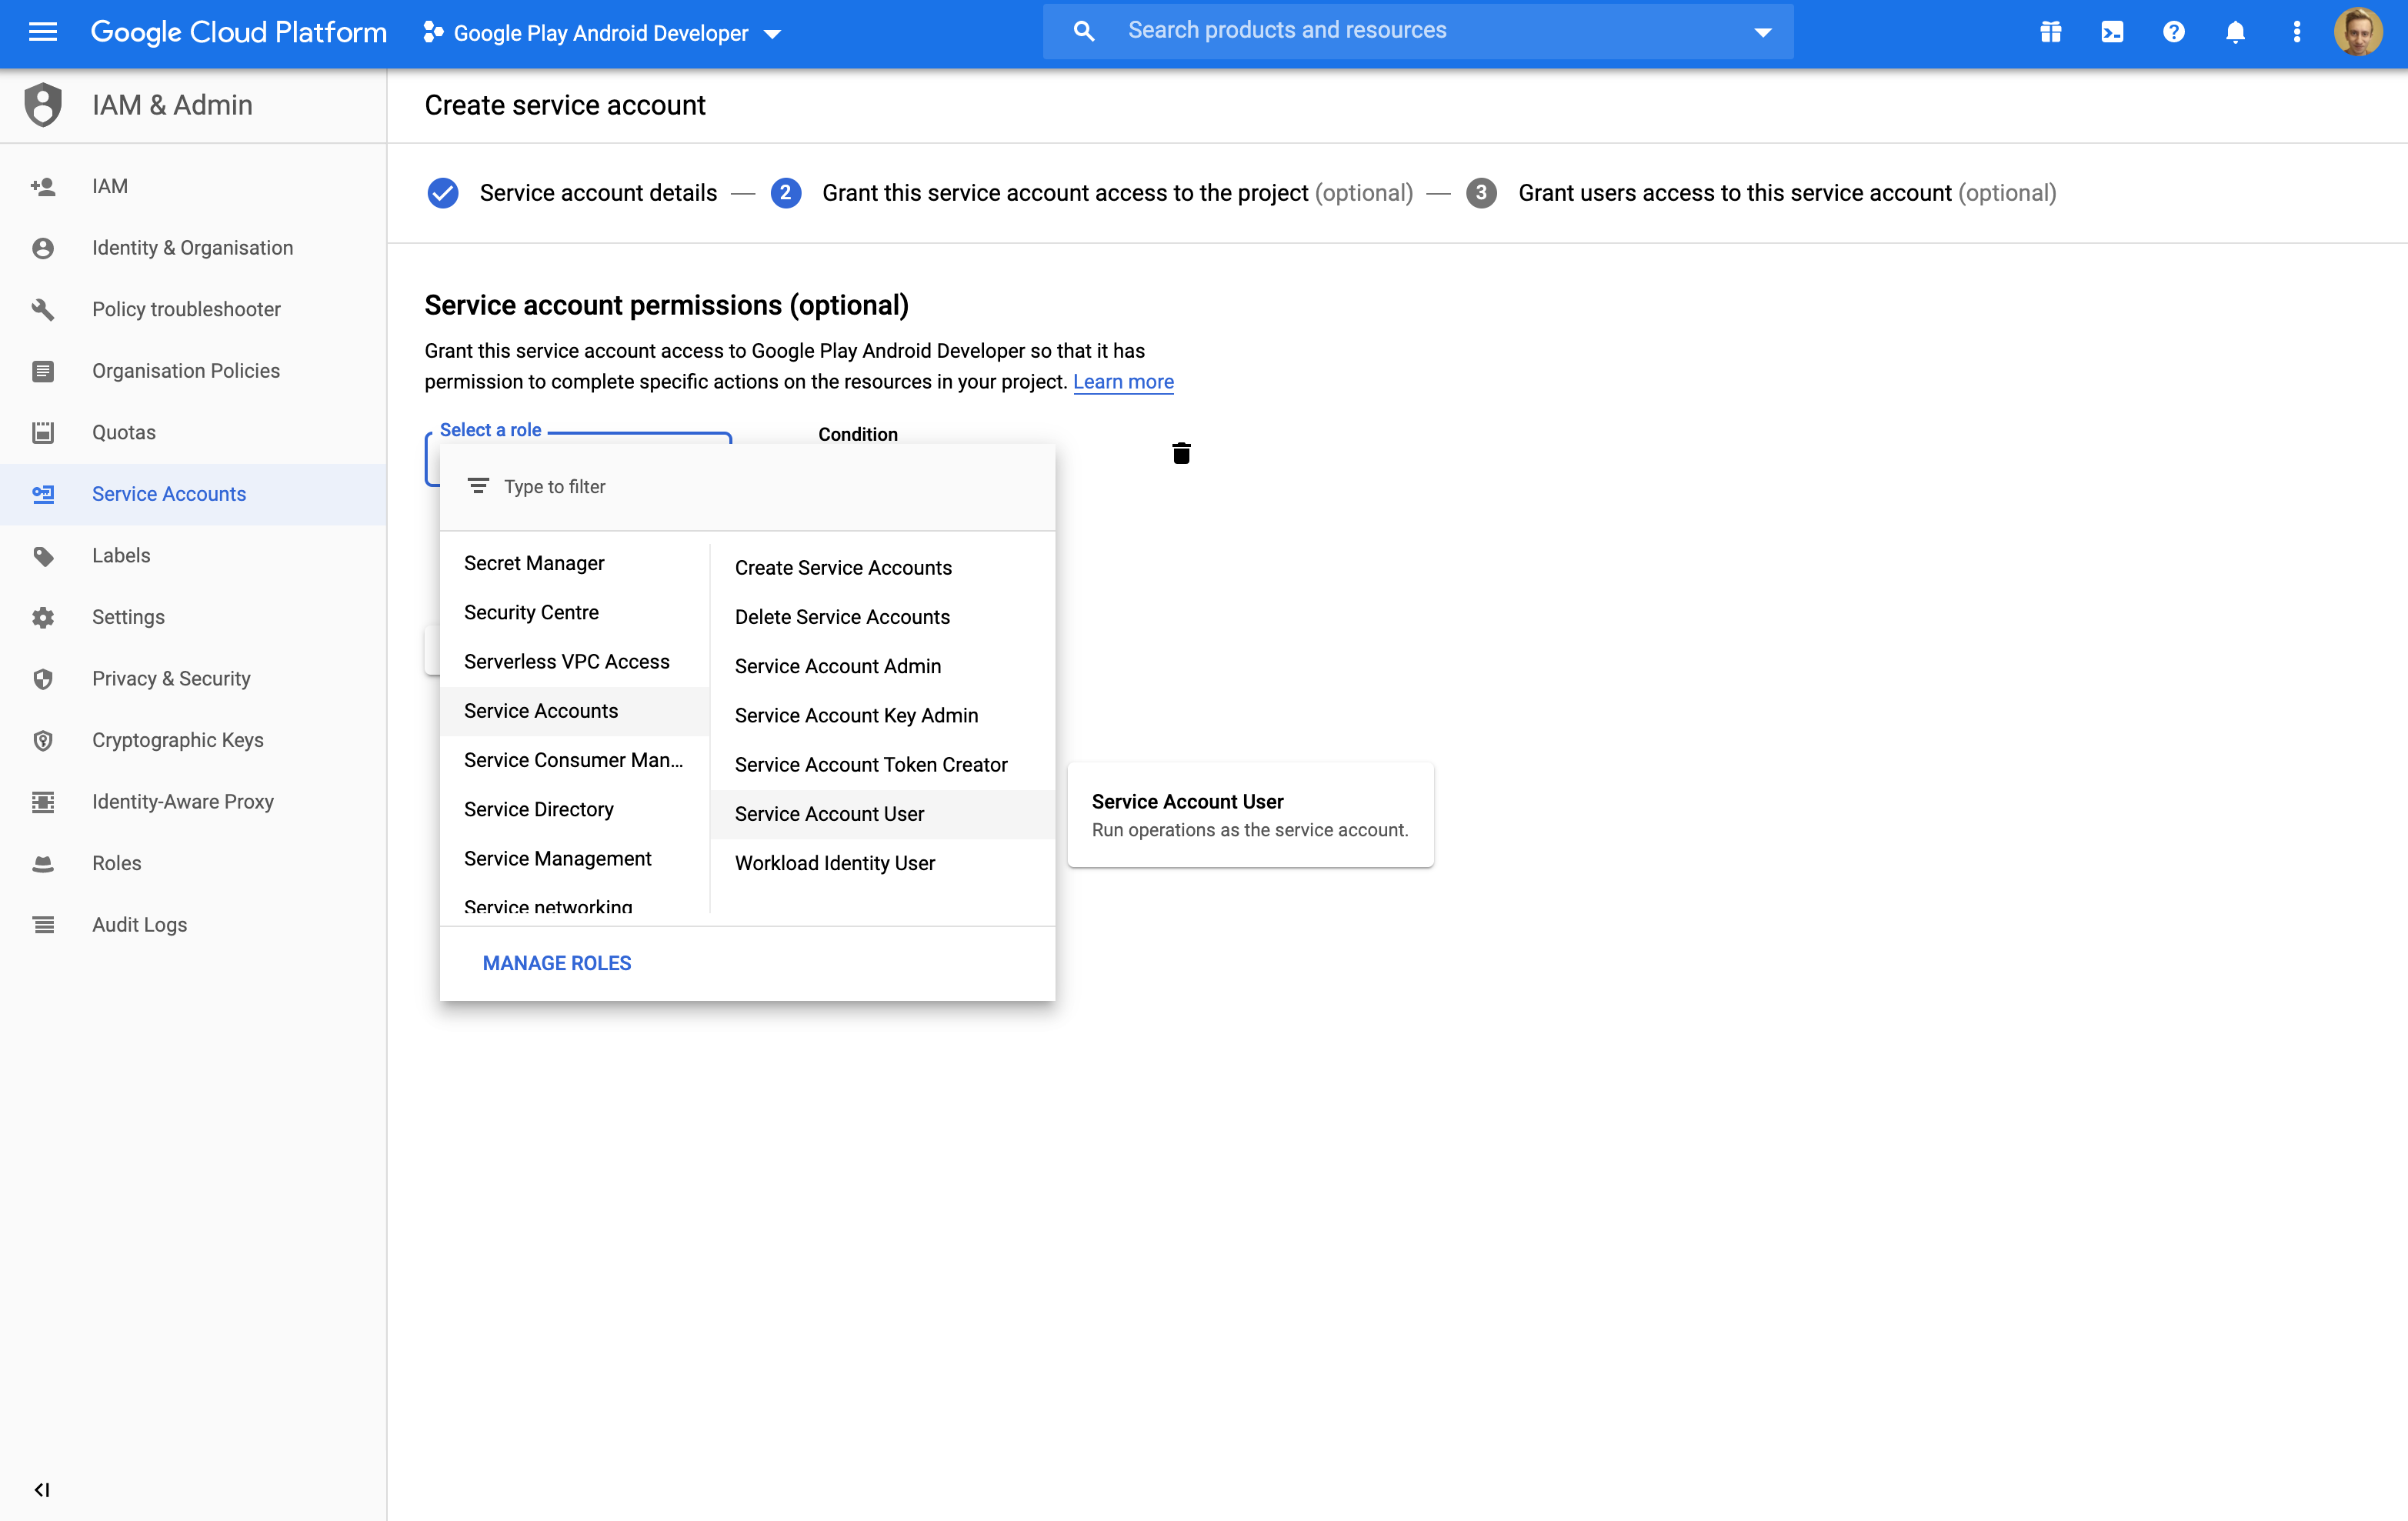 Google Cloud Platform
Google Play Android Developer
Search products and resources
IAM & Admin
IAM
Identity & Organisation
Policy troubleshooter
Organisation Policies
Quotas
Service Accounts
Labels
Settings
Privacy & Security
Cryptographic Keys
Identity-Aware Proxy
Roles
Audit Logs
Create service account
Service account details
2 Grant this service account access to the project (optional)
3 Grant users access to this service account (optional)
Service account permissions (optional)
Grant this service account access to Google Play Android Developer so that it has
permission to complete specific actions on the resources in your project. Learn more
Select a role
Condition
Type to filter
Secret Manager
Security Centre
Serverless VPC Access
Service Accounts
Service Consumer Man...
Service Directory
Service Management
Service networking
Create Service Accounts
Delete Service Accounts
Service Account Admin
Service Account Key Admin
Service Account Token Creator
Service Account User
Workload Identity User
MANAGE ROLES
Service Account User
Run operations as the service account.